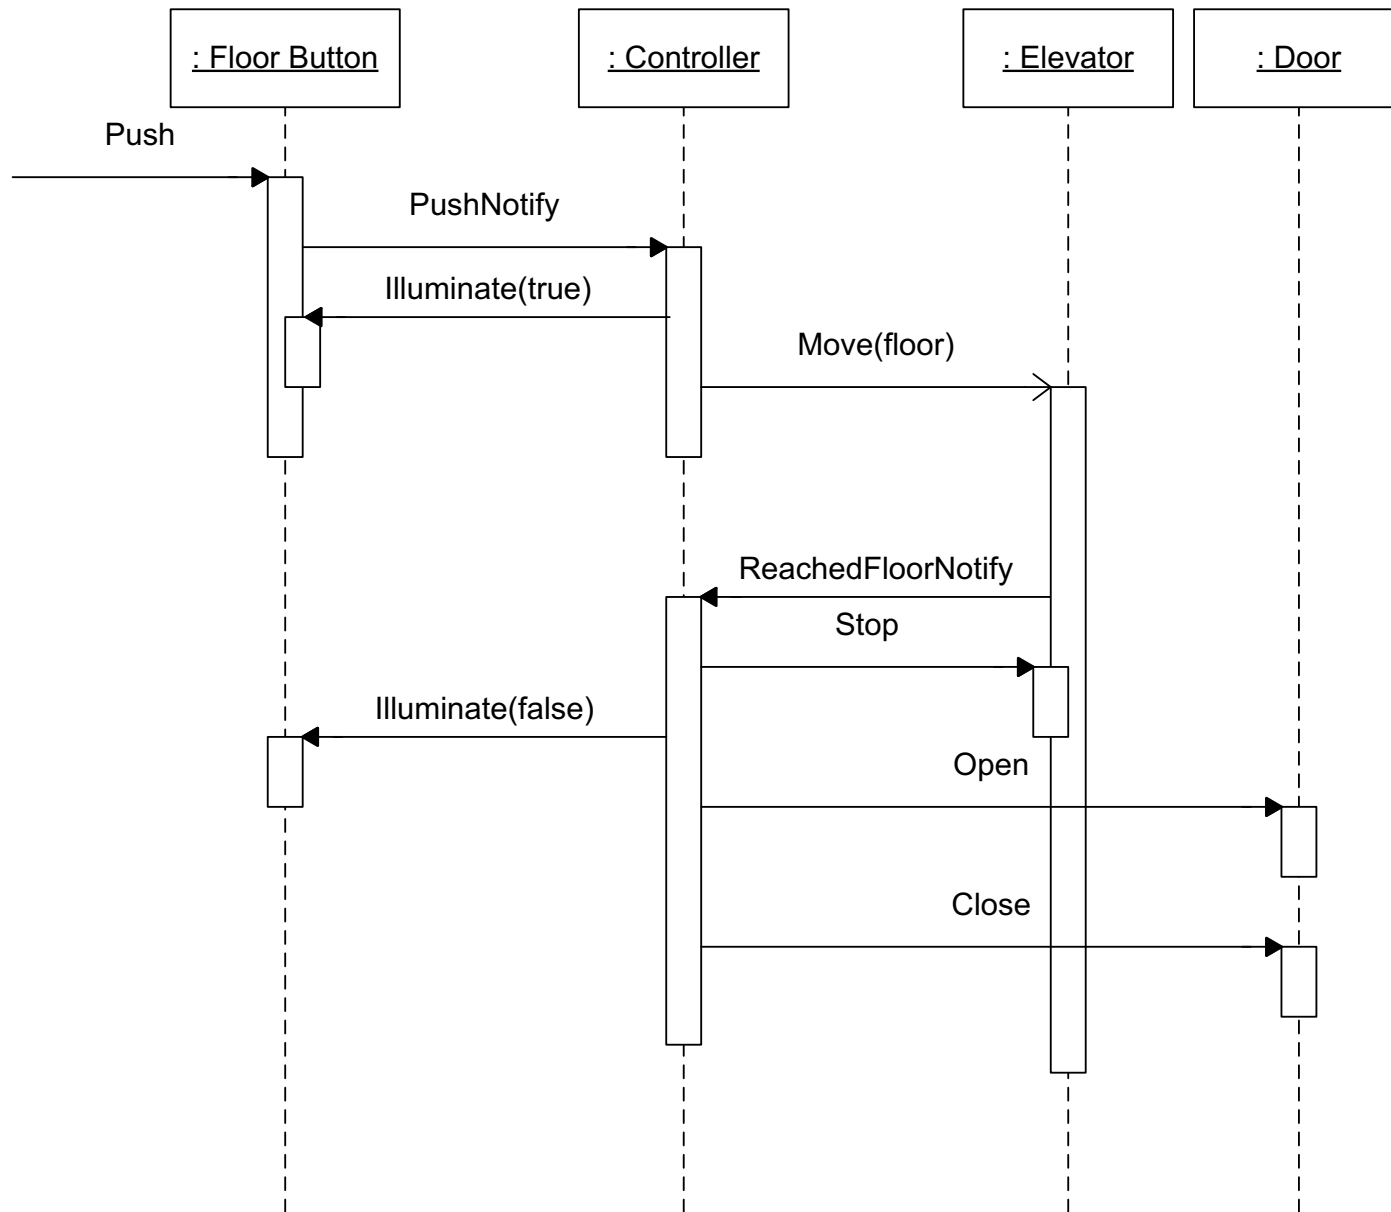 : Floor Button
: Controller
: Elevator
: Door
Push
PushNotify
Illuminate(true)
Move(floor)
ReachedFloorNotify
Stop
Illuminate(false)
Open
Close